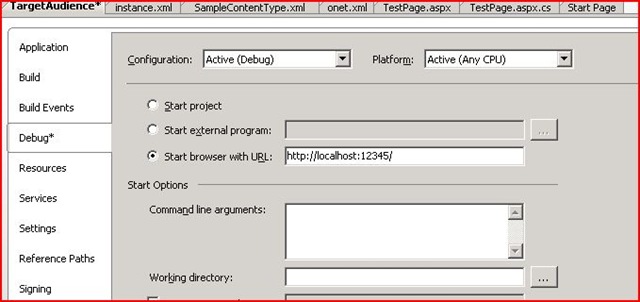 TargetAudience* instance.xml SampleContentType.xml onet.xml TestPage.aspx TestPage.aspx.cs Start Page
Application
Configuration: Active (Debug) Platform: Active (Any CPU)
Build
Build Events
Start project
Start external program: ...
Debug*
Start browser with URL: http://localhost:12345/
Resources
Start Options
Services
Command line arguments:
Settings
Reference Paths
Working directory: ...
Signing